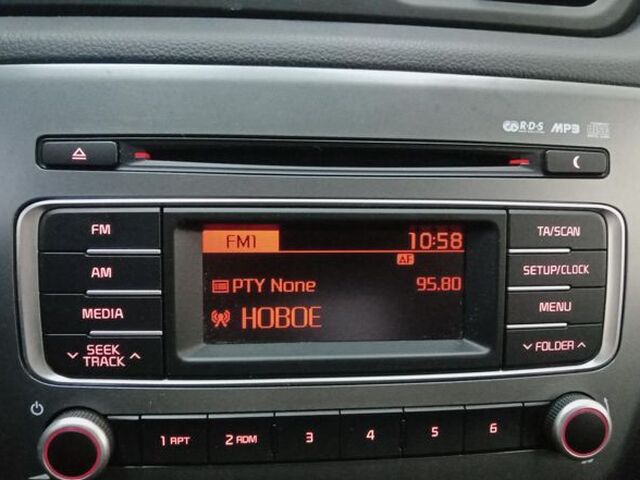 R·D·S MP3
FM AM MEDIA
SEEK
TRACK
FM1 10:58
AF
PTY None 95.80
HOBOE
TA/SCAN
SETUP/CLOCK
MENU
FOLDER
1 RPT 2 RDM 3 4 5 6